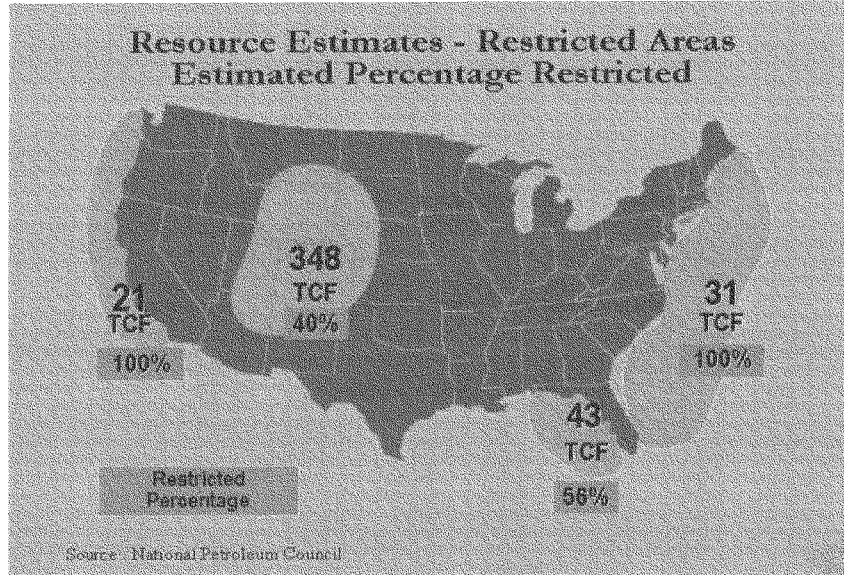 Resource Estimates - Restricted Areas
Estimated Percentage Restricted
348
TCF
40%
21
TCF
100%
31
TCF
100%
43
TCF
56%
Restricted
Percentage
Source : National Petroleum Council